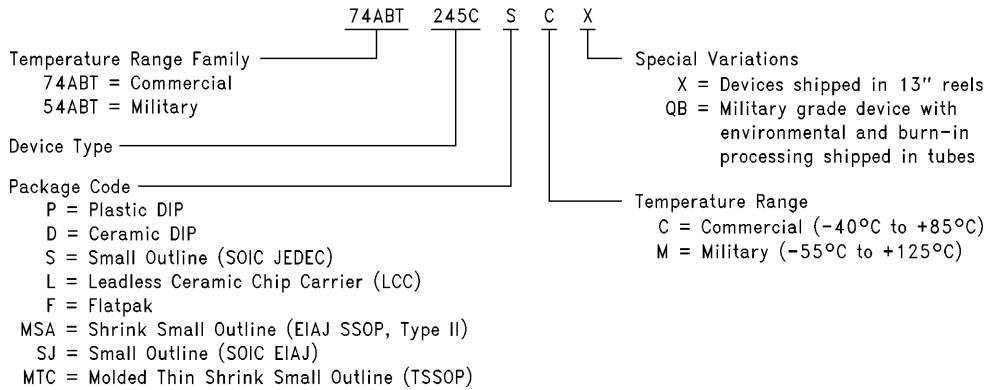 74ABT 245C S C X
Temperature Range Family
74ABT = Commercial
54ABT = Military
Device Type
Package Code
P = Plastic DIP
D = Ceramic DIP
S = Small Outline (SOIC JEDEC)
L = Leadless Ceramic Chip Carrier (LCC)
F = Flatpak
MSA = Shrink Small Outline (EIAJ SSOP, Type II)
SJ = Small Outline (SOIC EIAJ)
MTC = Molded Thin Shrink Small Outline (TSSOP)
Special Variations
X = Devices shipped in 13" reels
QB = Military grade device with
environmental and burn-in
processing shipped in tubes
Temperature Range
C = Commercial (-40°C to +85°C)
M = Military (-55°C to +125°C)